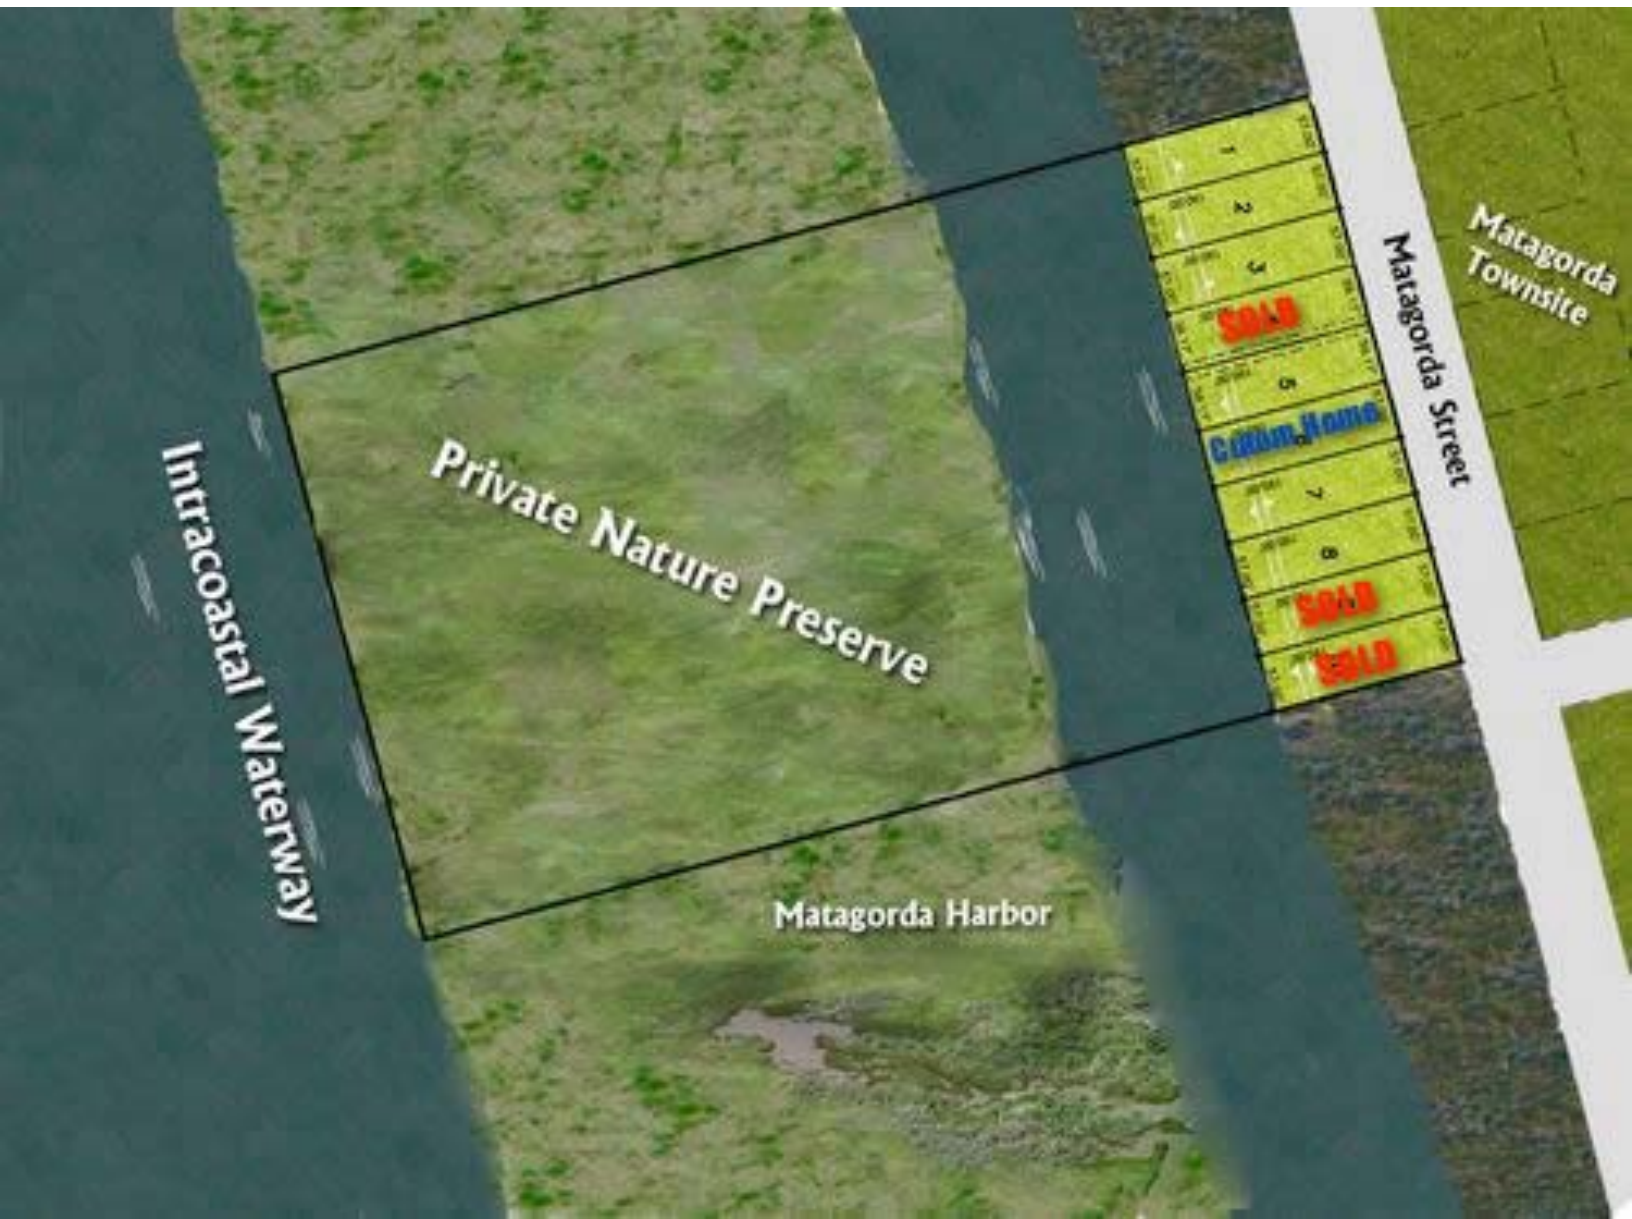 1
2
3
SOLD
5
Custom Home
7
8
SOLD
SOLD
Matagorda Street
Matagorda
Townsite
Private Nature Preserve
Intracoastal Waterway
Matagorda Harbor